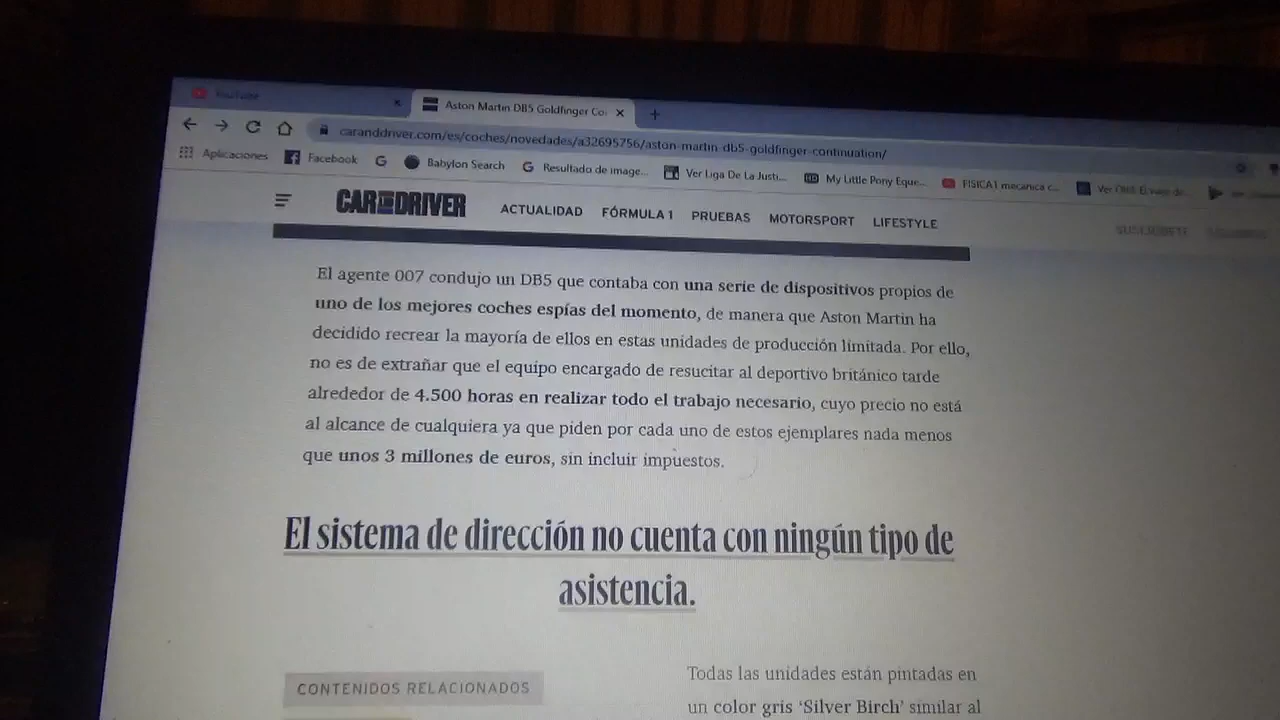 YouTube
Aston Martin DB5 Goldfinger Co
caranddriver.com/es/coches/novedades/a32695756/aston-martin-db5-goldfinger-continuation/
Aplicaciones Facebook Babylon Search Resultado de image... Ver Liga De La Justi... My Little Pony Eque... FISICA1 mecanica c...
CAR AND DRIVER ACTUALIDAD FÓRMULA 1 PRUEBAS MOTORSPORT LIFESTYLE SUSCRÍBETE
El agente 007 condujo un DB5 que contaba con una serie de dispositivos propios de
uno de los mejores coches espías del momento, de manera que Aston Martin ha
decidido recrear la mayoría de ellos en estas unidades de producción limitada. Por ello,
no es de extrañar que el equipo encargado de resucitar al deportivo británico tarde
alrededor de 4.500 horas en realizar todo el trabajo necesario, cuyo precio no está
al alcance de cualquiera ya que piden por cada uno de estos ejemplares nada menos
que unos 3 millones de euros, sin incluir impuestos.
El sistema de dirección no cuenta con ningún tipo de
asistencia.
CONTENIDOS RELACIONADOS
Todas las unidades están pintadas en
un color gris ‘Silver Birch’ similar al